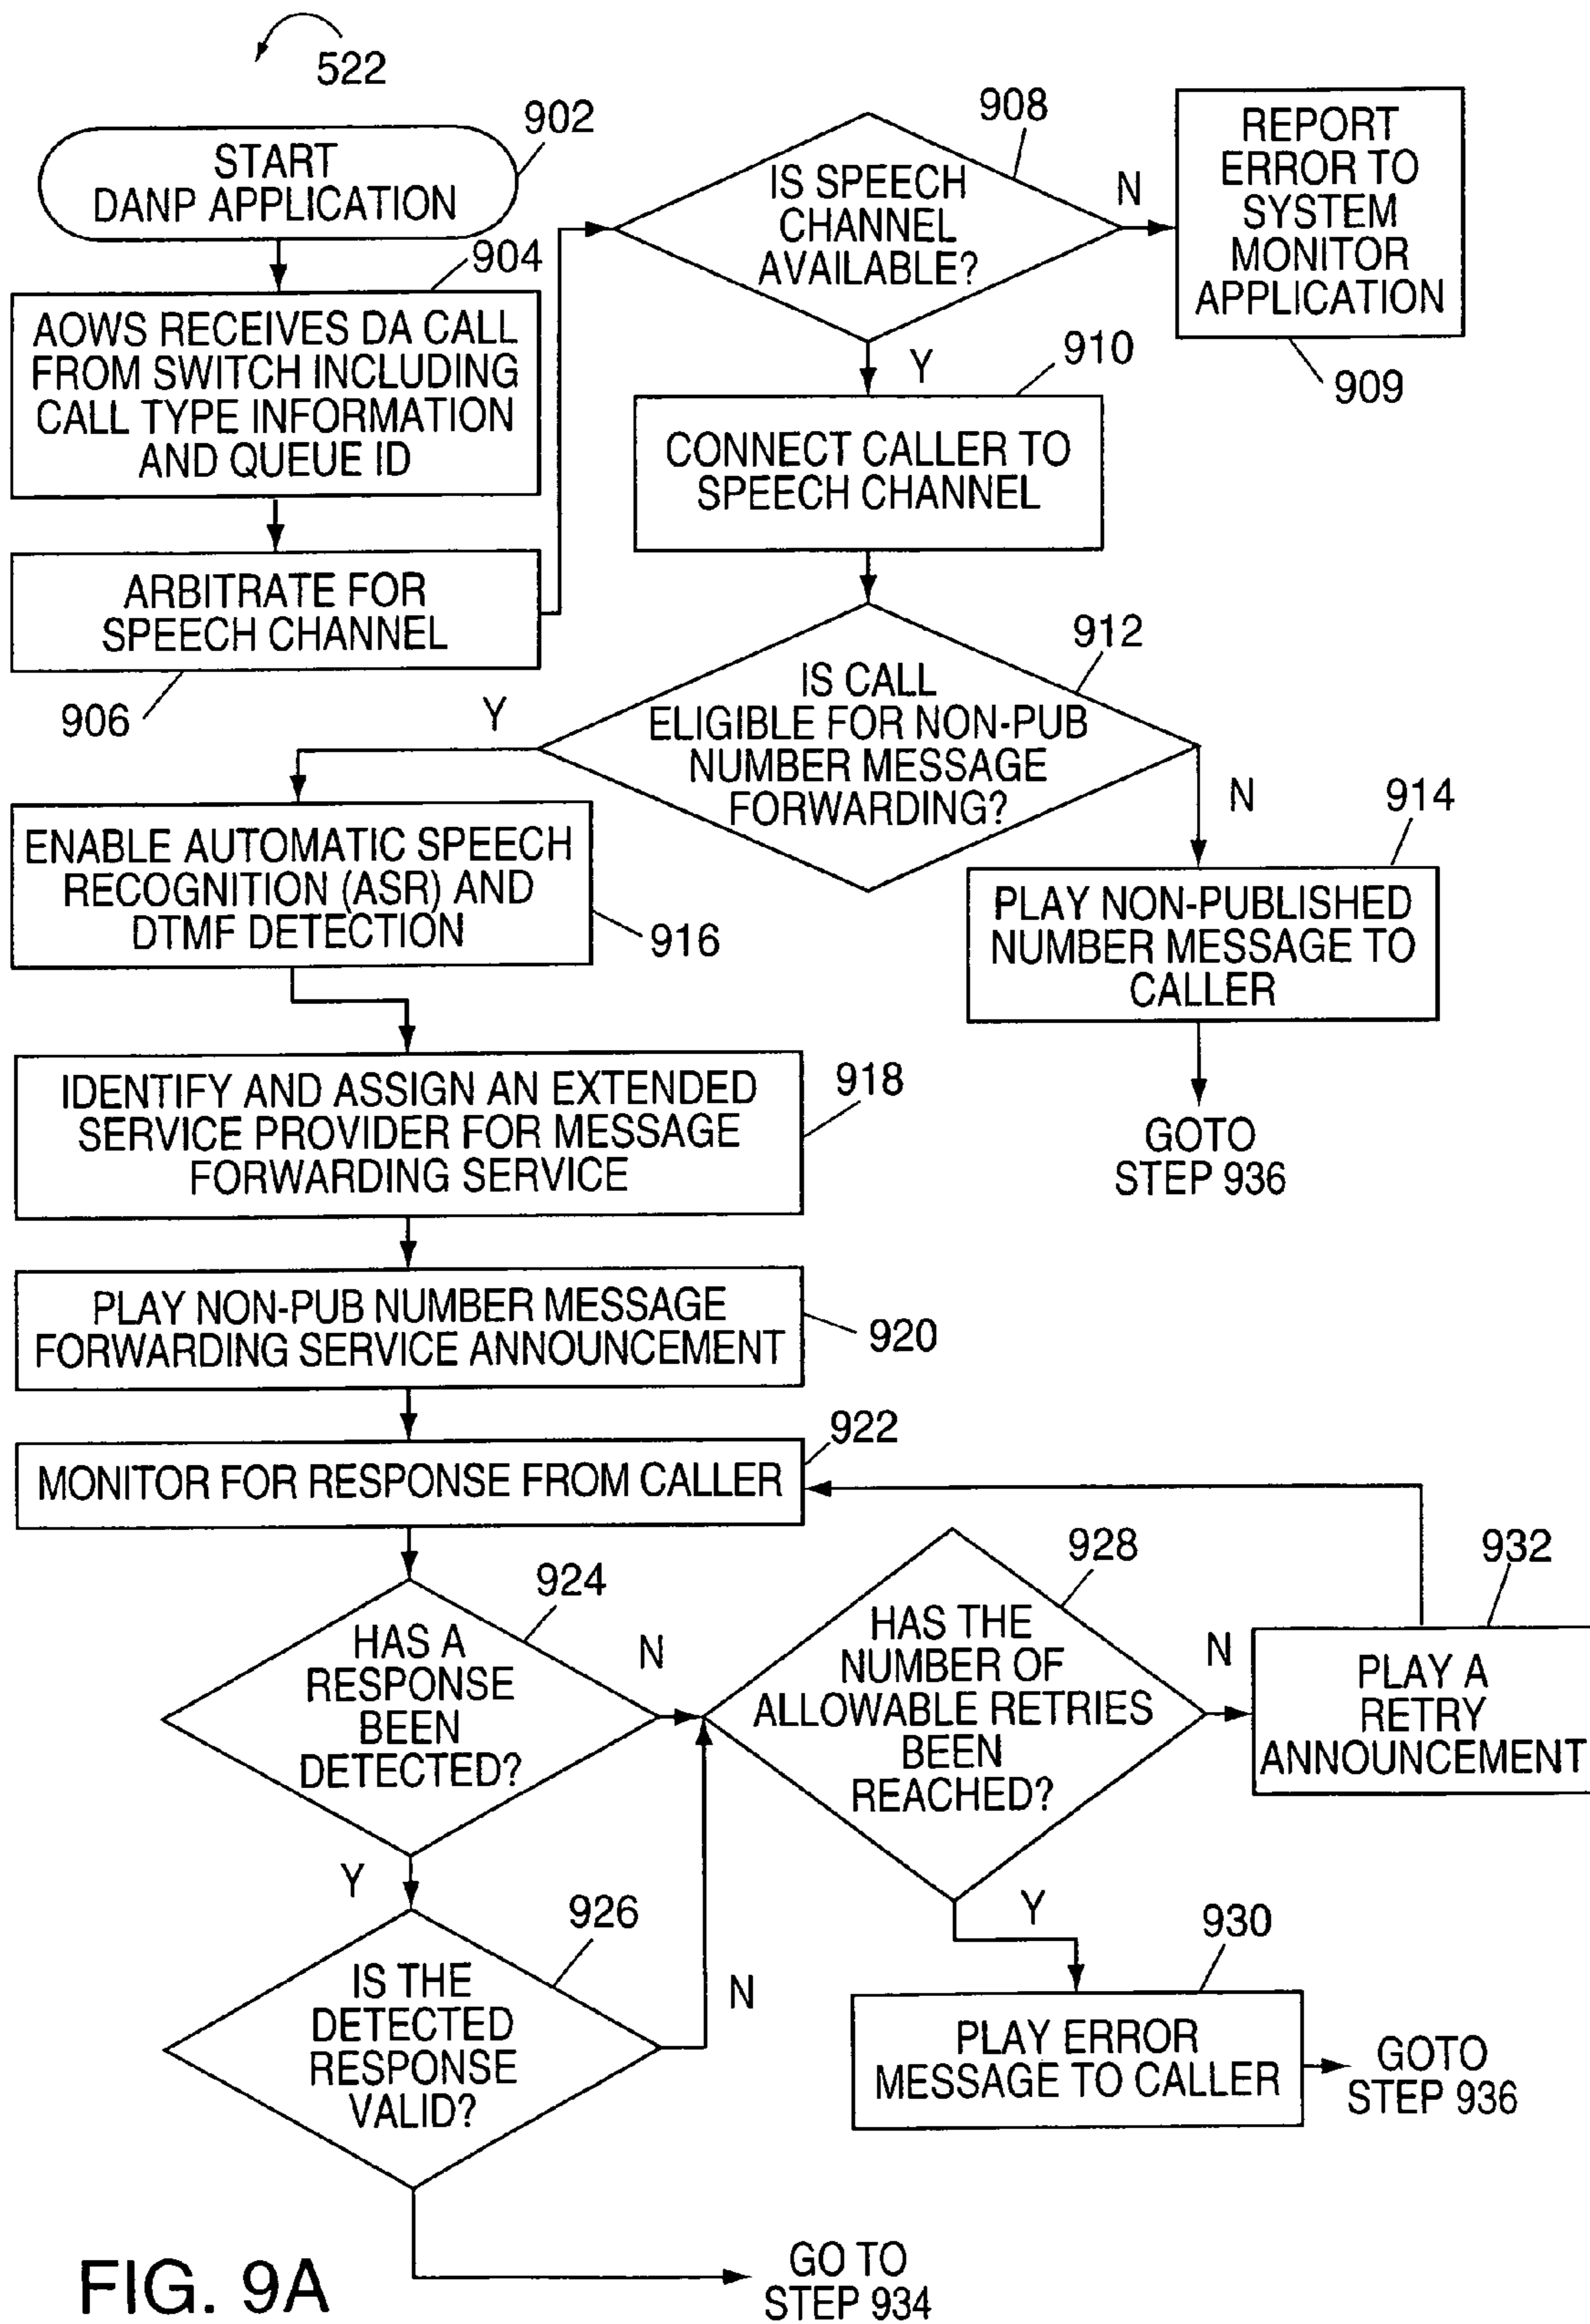 522
902
START
DANP APPLICATION
904
AOWS RECEIVES DA CALL
FROM SWITCH INCLUDING
CALL TYPE INFORMATION
AND QUEUE ID
ARBITRATE FOR
SPEECH CHANNEL
906
908
IS SPEECH
CHANNEL
AVAILABLE?
N
REPORT
ERROR TO
SYSTEM
MONITOR
APPLICATION
909
Y
910
CONNECT CALLER TO
SPEECH CHANNEL
912
IS CALL
ELIGIBLE FOR NON-PUB
NUMBER MESSAGE
FORWARDING?
Y
N
914
PLAY NON-PUBLISHED
NUMBER MESSAGE TO
CALLER
GOTO
STEP 936
ENABLE AUTOMATIC SPEECH
RECOGNITION (ASR) AND
DTMF DETECTION
916
IDENTIFY AND ASSIGN AN EXTENDED
SERVICE PROVIDER FOR MESSAGE
FORWARDING SERVICE
918
PLAY NON-PUB NUMBER MESSAGE
FORWARDING SERVICE ANNOUNCEMENT
920
922
MONITOR FOR RESPONSE FROM CALLER
924
HAS A
RESPONSE
BEEN
DETECTED?
N
928
HAS THE
NUMBER OF
ALLOWABLE RETRIES
BEEN
REACHED?
N
932
PLAY A
RETRY
ANNOUNCEMENT
Y
926
IS THE
DETECTED
RESPONSE
VALID?
N
Y
930
PLAY ERROR
MESSAGE TO CALLER
GOTO
STEP 936
GO TO
STEP 934
FIG. 9A